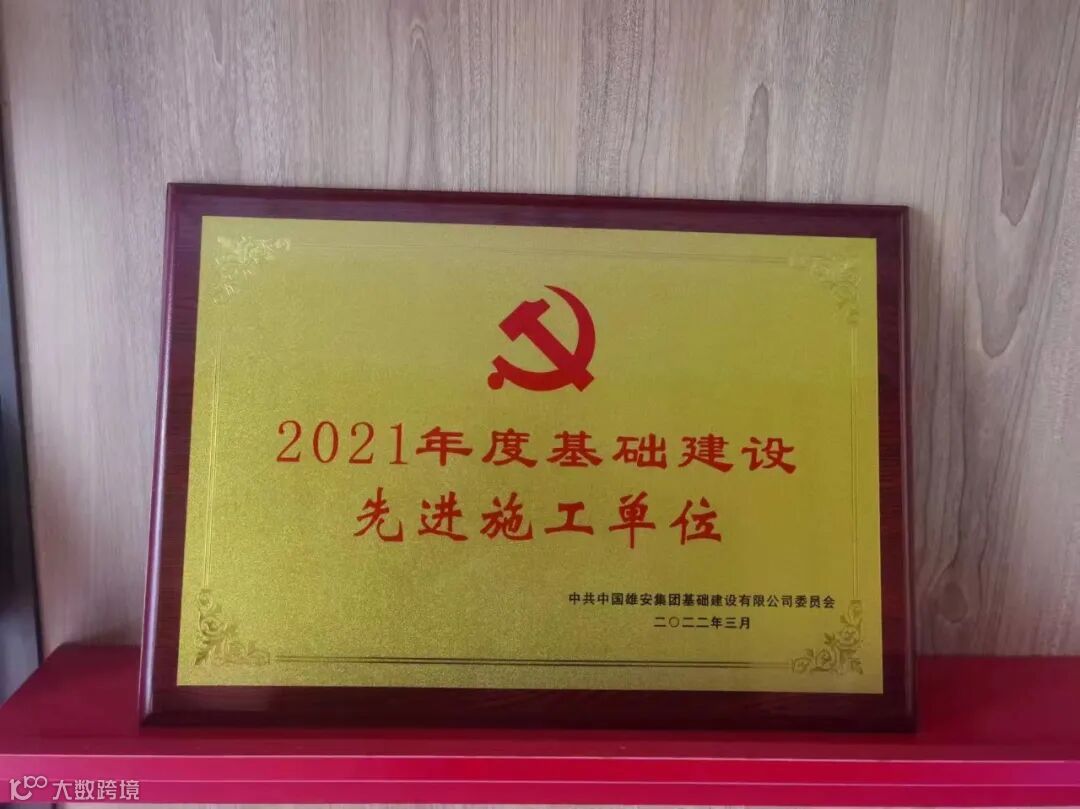 2021年度基础建设
先进施工单位
中共中国雄安集团基础建设有限公司委员会
二〇二二年三月
大数跨境